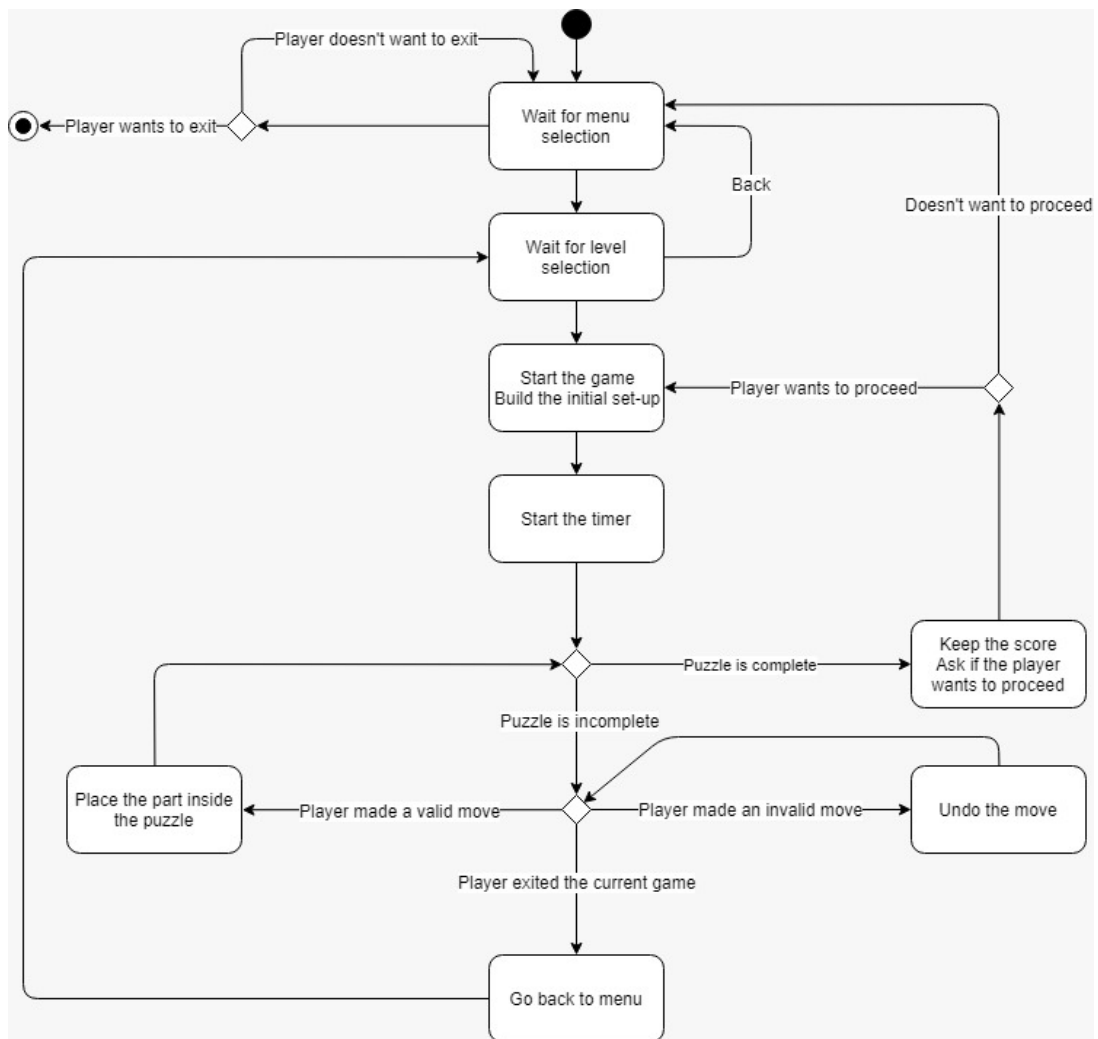 Player doesn't want to exit
Player wants to exit
Wait for menu
selection
Back
Doesn't want to proceed
Wait for level
selection
Start the game
Build the initial set-up
Player wants to proceed
Start the timer
Keep the score
Ask if the player
wants to proceed
Puzzle is complete
Puzzle is incomplete
Place the part inside
the puzzle
Player made a valid move
Player made an invalid move
Undo the move
Player exited the current game
Go back to menu